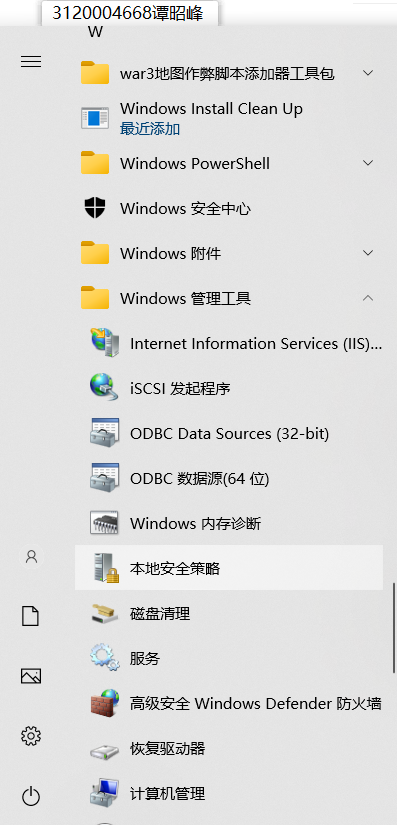 3120004668谭昭峰
W
war3地图作弊脚本添加器工具包
Windows Install Clean Up
最近添加
Windows PowerShell
Windows 安全中心
Windows 附件
Windows 管理工具
Internet Information Services (IIS)...
iSCSI 发起程序
ODBC Data Sources (32-bit)
ODBC 数据源(64 位)
Windows 内存诊断
本地安全策略
磁盘清理
服务
高级安全 Windows Defender 防火墙
恢复驱动器
计算机管理